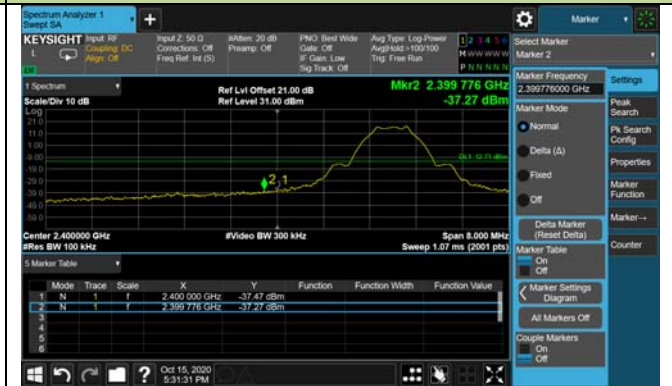 Spectrum Analyzer 1
Swept SA
Marker
KEYSIGHT
L
Input: RF
Coupling: DC
Align: Off
Input Z: 50 Ω
Corrections: Off
Freq Ref: Int (S)
#Atten: 20 dB
Preamp: Off
PNO: Best Wide
Gate: Off
IF Gain: Low
Sig Track: Off
Avg Type: Log-Power
Avg|Hold:>100/100
Trig: Free Run
1 2 3 4 5 6
M W W W W W
P N N N N N
1 Spectrum
Scale/Div 10 dB
Log
Ref Lvl Offset 21.00 dB
Ref Level 31.00 dBm
Mkr2 2.399 776 GHz
-37.27 dBm
21.0
11.0
1.00
-9.00
-19.0
-29.0
-39.0
-49.0
-59.0
2
1
Center 2.400000 GHz
#Res BW 100 kHz
#Video BW 300 kHz
Span 8.000 MHz
Sweep 1.07 ms (2001 pts)
5 Marker Table
Mode Trace Scale X Y Function Function Width Function Value
1 N 1 f 2.400 000 GHz -37.47 dBm
2 N 1 f 2.399 776 GHz -37.27 dBm
3
4
5
6
Oct 15, 2020
5:31:31 PM
Select Marker
Marker 2
Marker Frequency
2.399776000 GHz
Marker Mode
Normal
Delta (Δ)
Fixed
Off
Delta Marker
(Reset Delta)
Marker Table
On
Off
Marker Settings
Diagram
All Markers Off
Couple Markers
On
Off
Settings
Peak
Search
Pk Search
Config
Properties
Marker
Function
Marker→
Counter